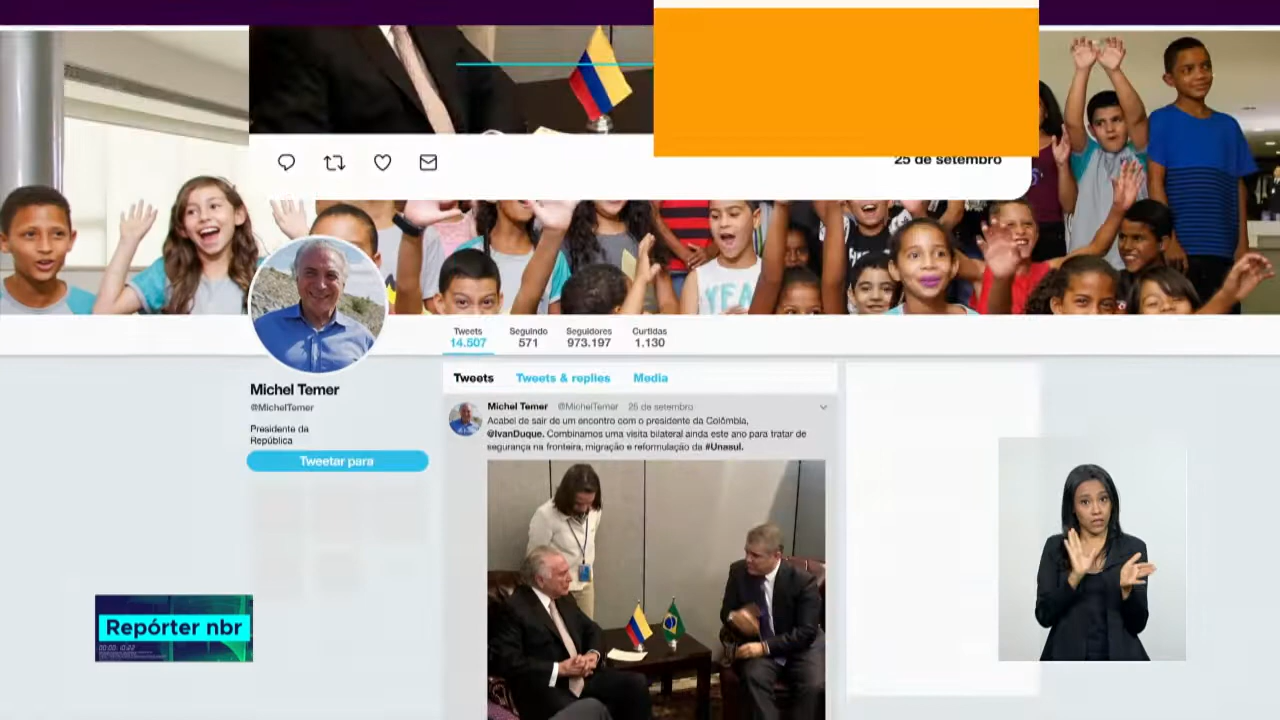 25 de setembro
YEA
Tweets Seguindo Seguidores Curtidas
14.507 571 973.197 1.130
Michel Temer
@MichelTemer
Presidente da
República
Tweetar para
Tweets Tweets & replies Media
Michel Temer @MichelTemer 25 de setembro
Acabei de sair de um encontro com o presidente da Colômbia,
@IvanDuque. Combinamos uma visita bilateral ainda este ano para tratar de
segurança na fronteira, migração e reformulação da #Unasul.
Repórter nbr